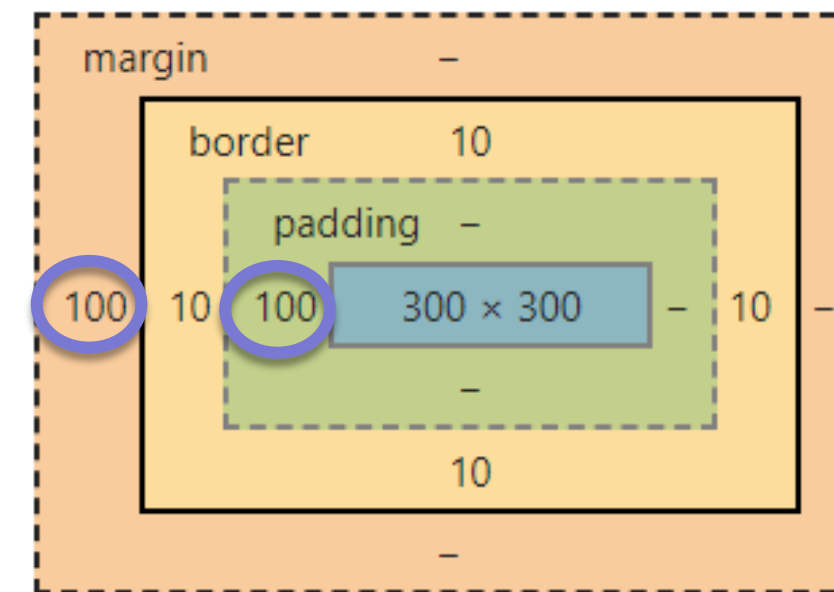 margin –
border 10
padding –
100 10 100 300 × 300 – 10 –
–
10
–